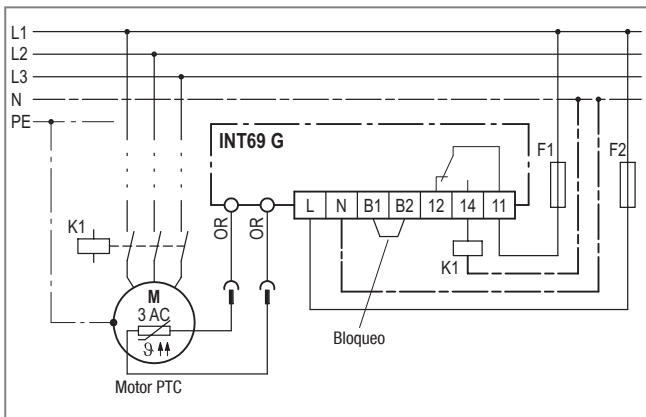 L1
L2
L3
N
PE
INT69 G
F1
F2
L N B1 B2 12 14 11
OR
OR
K1
K1
M
3 AC
ϑ
Bloqueo
Motor PTC